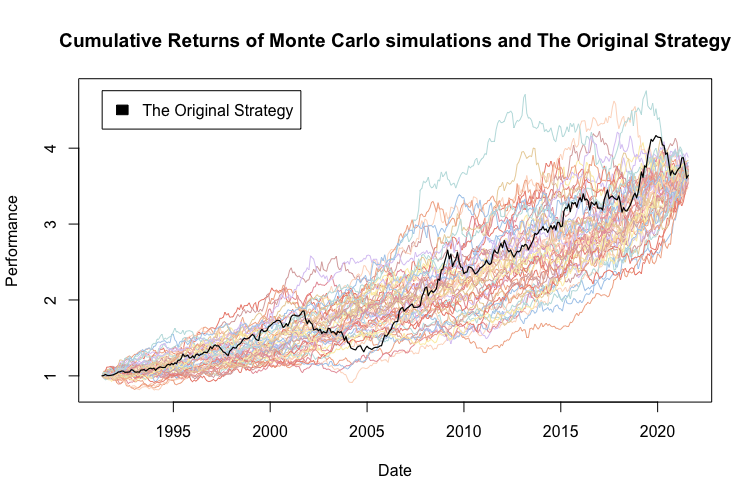 Cumulative Returns of Monte Carlo simulations and The Original Strategy
The Original Strategy
Performance
4
3
2
1
1995 2000 2005 2010 2015 2020
Date